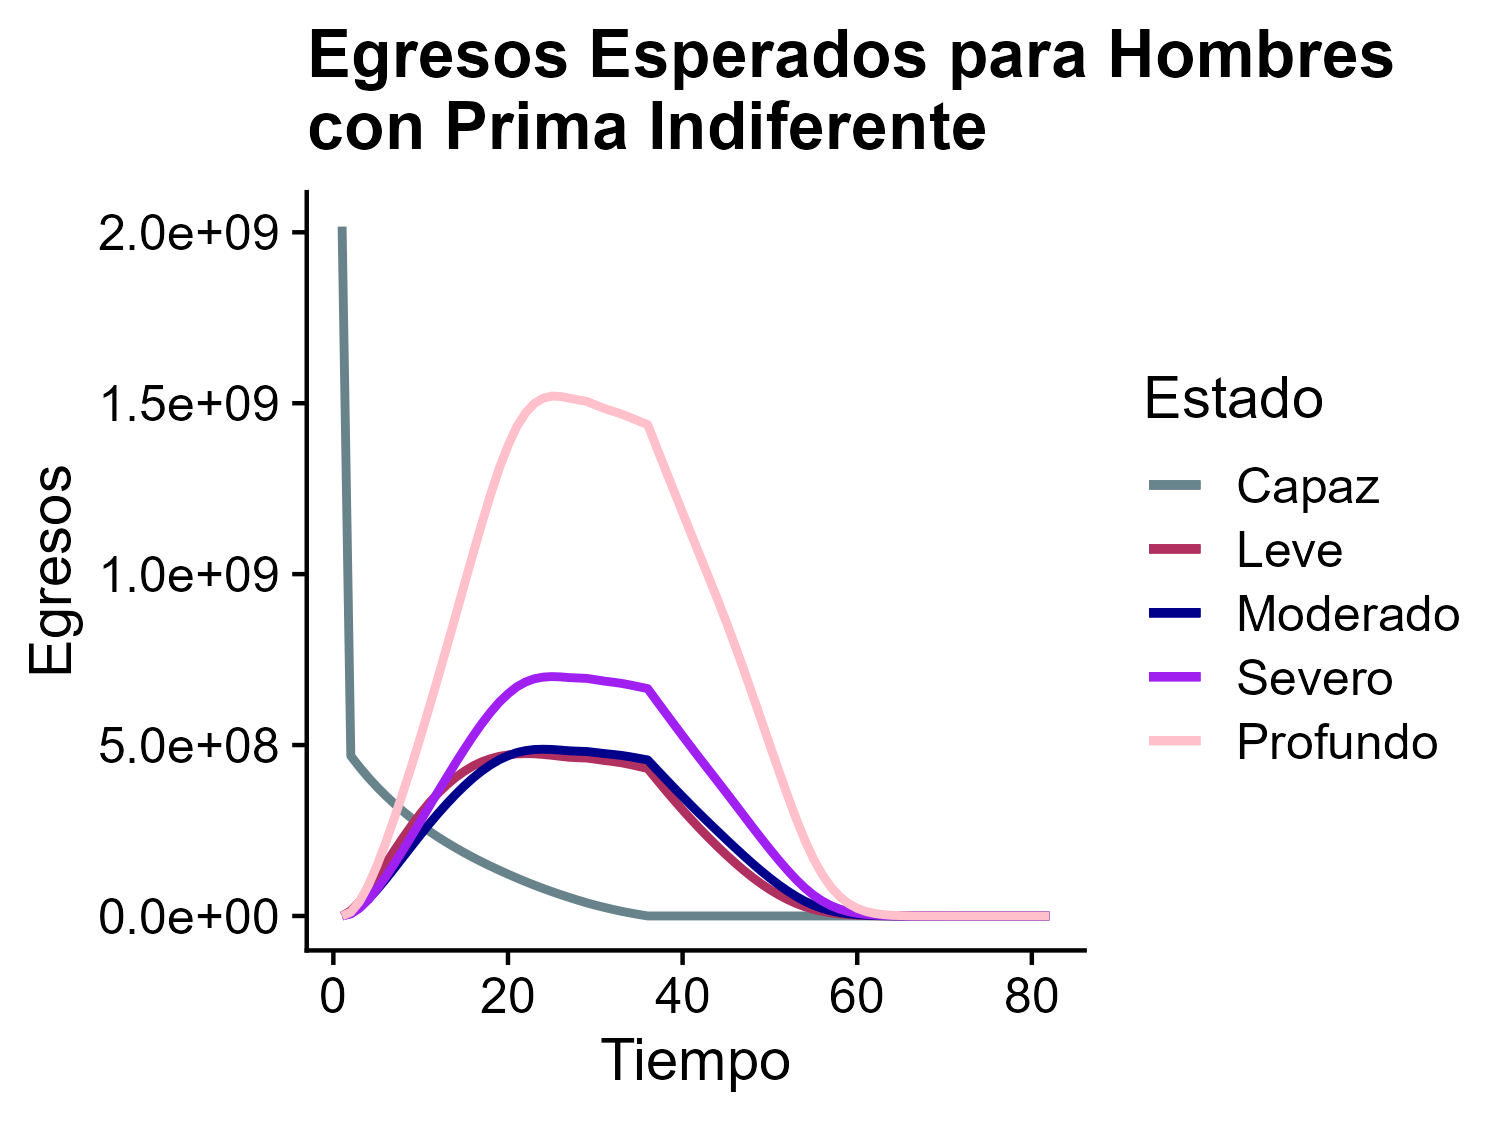 Egresos Esperados para Hombres
con Prima Indiferente
Egresos
2.0e+09
1.5e+09
1.0e+09
5.0e+08
0.0e+00
0 20 40 60 80
Tiempo
Estado
Capaz
Leve
Moderado
Severo
Profundo